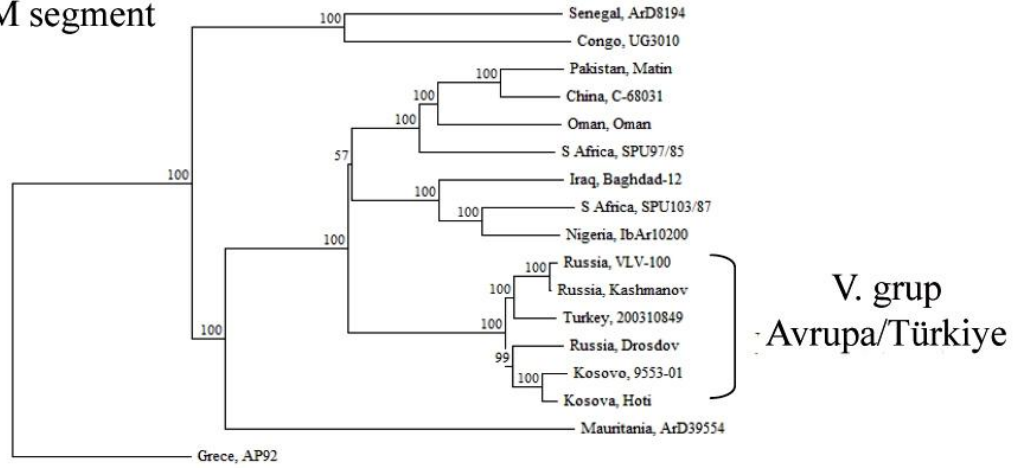 M segment
100
Senegal, ArD8194
Congo, UG3010
100
Pakistan, Matin
100
China, C-68031
100
Oman, Oman
57
S Africa, SPU97/85
100
Iraq, Baghdad-12
100
100
S Africa, SPU103/87
Nigeria, IbAr10200
100
100
Russia, VLV-100
100
Russia, Kashmanov
100
Turkey, 200310849
100
Russia, Drosdov
99
100
Kosovo, 9553-01
Kosova, Hoti
Mauritania, ArD39554
Grece, AP92
V. grup
Avrupa/Türkiye